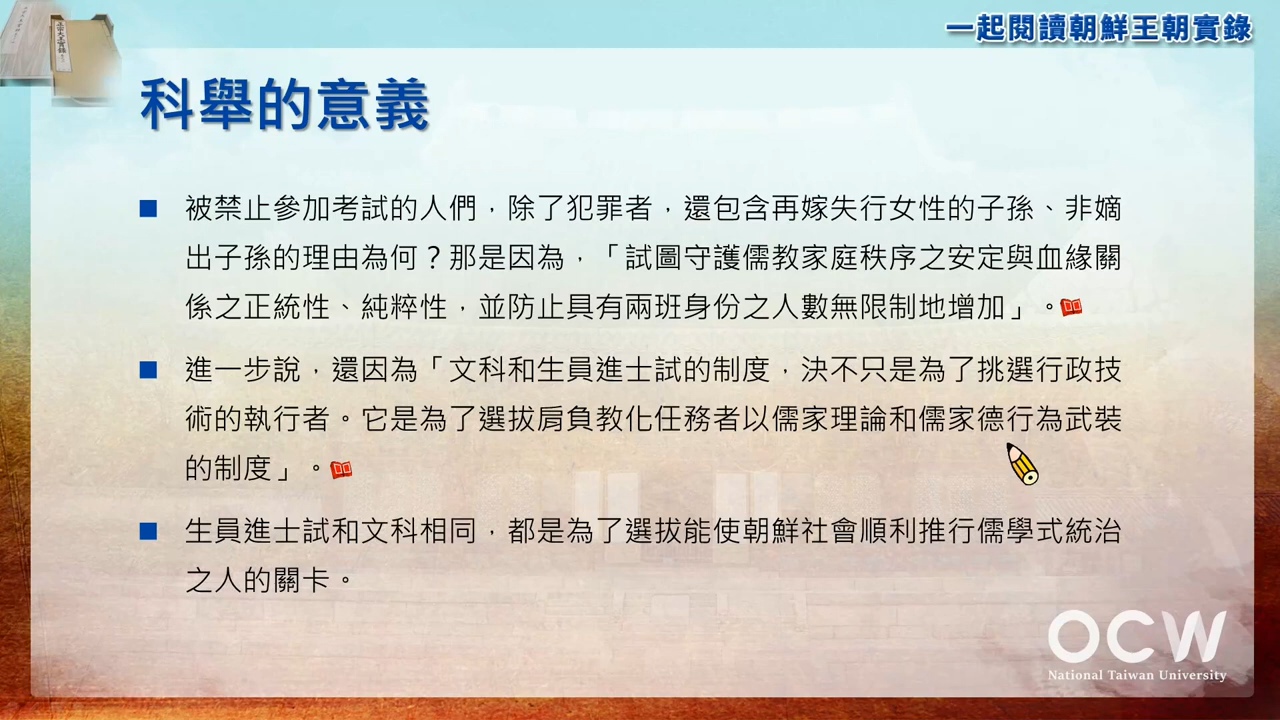 一起閱讀朝鮮王朝實錄
科舉的意義
被禁止參加考試的人們，除了犯罪者，還包含再嫁失行女性的子孫、非嫡
出子孫的理由為何？那是因為，「試圖守護儒教家庭秩序之安定與血緣關
係之正統性、純粹性，並防止具有兩班身份之人數無限制地增加」。
進一步說，還因為「文科和生員進士試的制度，決不只是為了挑選行政技
術的執行者。它是為了選拔肩負教化任務者以儒家理論和儒家德行為武裝
的制度」。
生員進士試和文科相同，都是為了選拔能使朝鮮社會順利推行儒學式統治
之人的關卡。
OCW
National Taiwan University